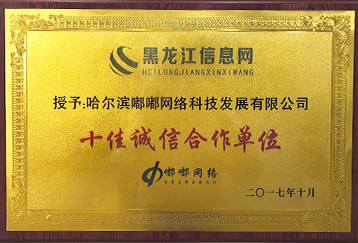 黑龙江信息网
HEILONGJIANGXINXIWANG
授予:哈尔滨嘟嘟网络科技发展有限公司
十佳诚信合作单位
嘟嘟网络
二〇一七年十月